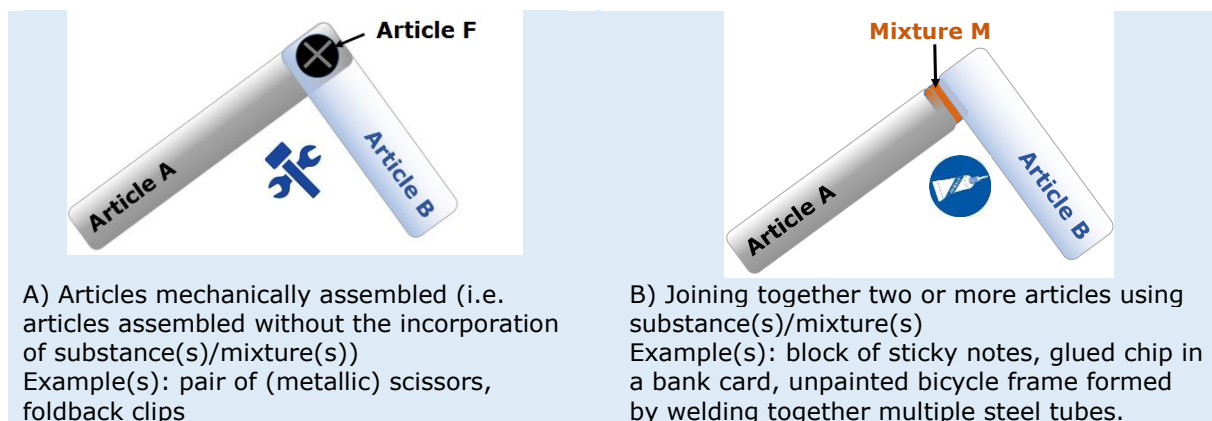 Article F
Article A
Article B
A) Articles mechanically assembled (i.e.
articles assembled without the incorporation
of substance(s)/mixture(s))
Example(s): pair of (metallic) scissors,
foldback clips
Mixture M
Article A
Article B
B) Joining together two or more articles using
substance(s)/mixture(s)
Example(s): block of sticky notes, glued chip in
a bank card, unpainted bicycle frame formed
by welding together multiple steel tubes.